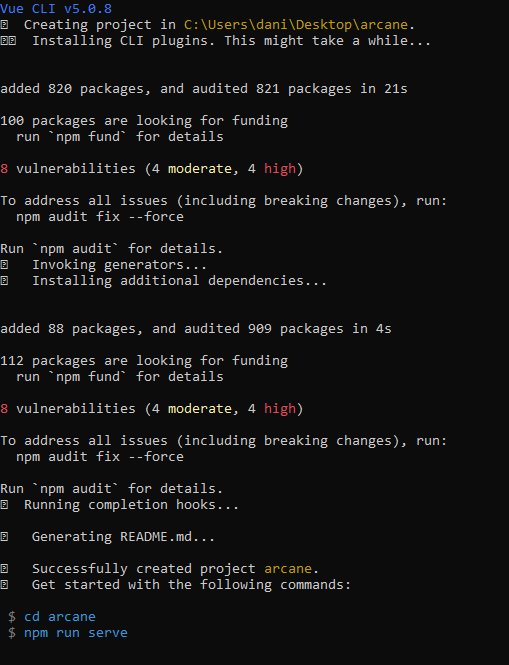 Vue CLI v5.0.8
Creating project in C:\Users\dani\Desktop\arcane.
Installing CLI plugins. This might take a while...
added 820 packages, and audited 821 packages in 21s
100 packages are looking for funding
run `npm fund` for details
8 vulnerabilities (4 moderate, 4 high)
To address all issues (including breaking changes), run:
npm audit fix --force
Run `npm audit` for details.
Invoking generators...
Installing additional dependencies...
added 88 packages, and audited 909 packages in 4s
112 packages are looking for funding
run `npm fund` for details
8 vulnerabilities (4 moderate, 4 high)
To address all issues (including breaking changes), run:
npm audit fix --force
Run `npm audit` for details.
Running completion hooks...
Generating README.md...
Successfully created project arcane.
Get started with the following commands:
$ cd arcane
$ npm run serve